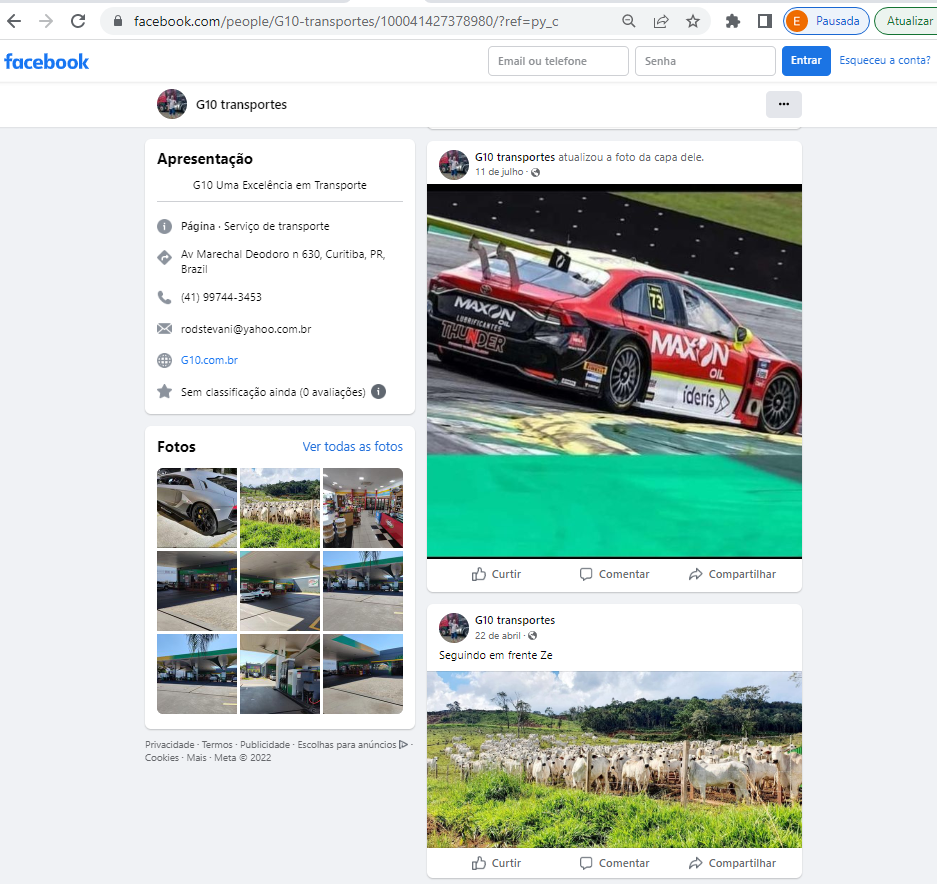 facebook.com/people/G10-transportes/100041427378980/?ref=py_c
E Pausada
Atualizar
facebook
Email ou telefone
Senha
Entrar
Esqueceu a conta?
G10 transportes
Apresentação
G10 Uma Excelência em Transporte
Página · Serviço de transporte
Av Marechal Deodoro n 630, Curitiba, PR,
Brazil
(41) 99744-3453
rodstevani@yahoo.com.br
G10.com.br
Sem classificação ainda (0 avaliações)
Fotos
Ver todas as fotos
Privacidade · Termos · Publicidade · Escolhas para anúncios ·
Cookies · Mais · Meta © 2022
G10 transportes atualizou a foto da capa dele.
11 de julho ·
73
MAXON
OIL
LUBRIFICANTES
THUNDER
MAXON
OIL
ideris
Curtir
Comentar
Compartilhar
G10 transportes
22 de abril ·
Seguindo em frente Ze
Curtir
Comentar
Compartilhar